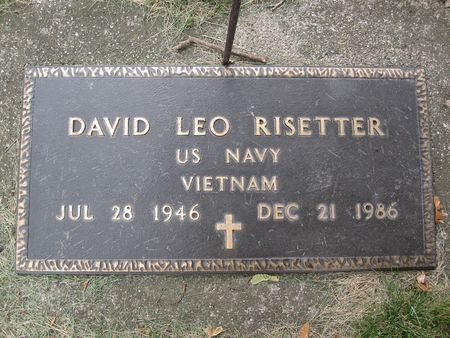 DAVID LEO RISETTER
US NAVY
VIETNAM
JUL 28 1946 DEC 21 1986